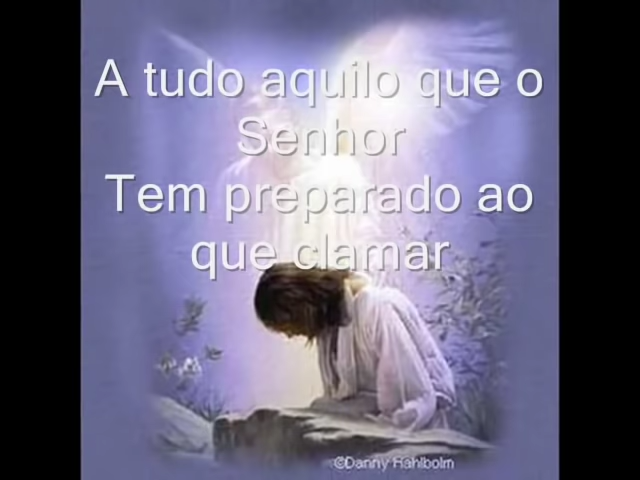 A tudo aquilo que o
Senhor
Tem preparado ao
que clamar
©Danny Hahlbohm